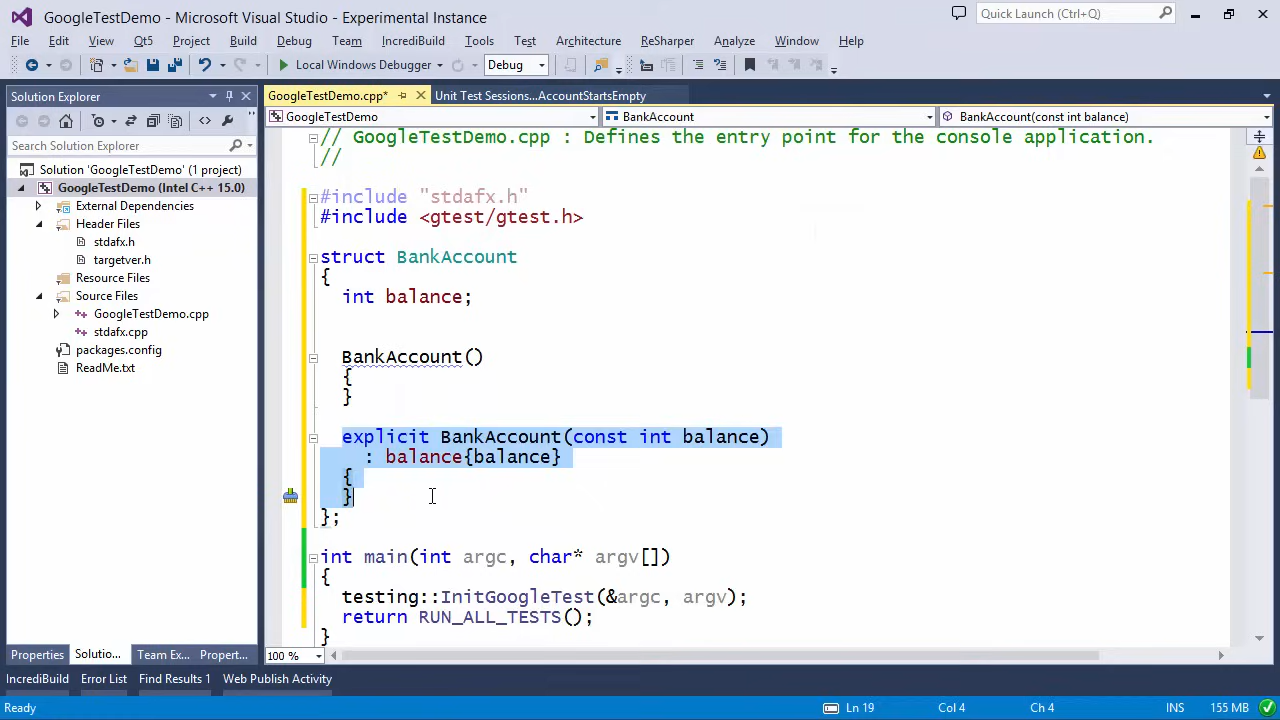 GoogleTestDemo - Microsoft Visual Studio - Experimental Instance
Quick Launch (Ctrl+Q)
File Edit View Qt5 Project Build Debug Team IncrediBuild Tools Test Architecture ReSharper Analyze Window Help
Local Windows Debugger Debug
Solution Explorer
Search Solution Explorer
Solution 'GoogleTestDemo' (1 project)
GoogleTestDemo (Intel C++ 15.0)
External Dependencies
Header Files
stdafx.h
targetver.h
Resource Files
Source Files
GoogleTestDemo.cpp
stdafx.cpp
packages.config
ReadMe.txt
Properties Solutio... Team Ex... Propert...
GoogleTestDemo.cpp* Unit Test Sessions...AccountStartsEmpty
GoogleTestDemo BankAccount BankAccount(const int balance)
// GoogleTestDemo.cpp : Defines the entry point for the console application.
//
#include "stdafx.h"
#include <gtest/gtest.h>
struct BankAccount
{
int balance;
BankAccount()
{
}
explicit BankAccount(const int balance)
: balance{balance}
{
}
};
int main(int argc, char* argv[])
{
testing::InitGoogleTest(&argc, argv);
return RUN_ALL_TESTS();
}
100 %
IncrediBuild Error List Find Results 1 Web Publish Activity
Ready Ln 19 Col 4 Ch 4 INS 155 MB